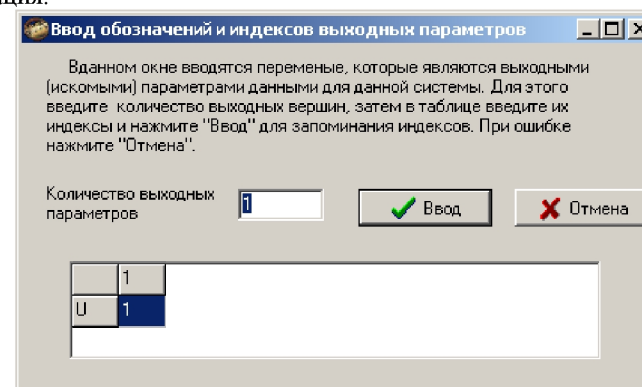 Ввод обозначений и индексов выходных параметров
Вданном окне вводятся переменые, которые являются выходными
(искомыми) параметрами данными для данной системы. Для этого
введите количество выходных вершин, затем в таблице введите их
индексы и нажмите "Ввод" для запоминания индексов. При ошибке
нажмите "Отмена".
Количество выходных
параметров
1
Ввод
Отмена
1
U 1